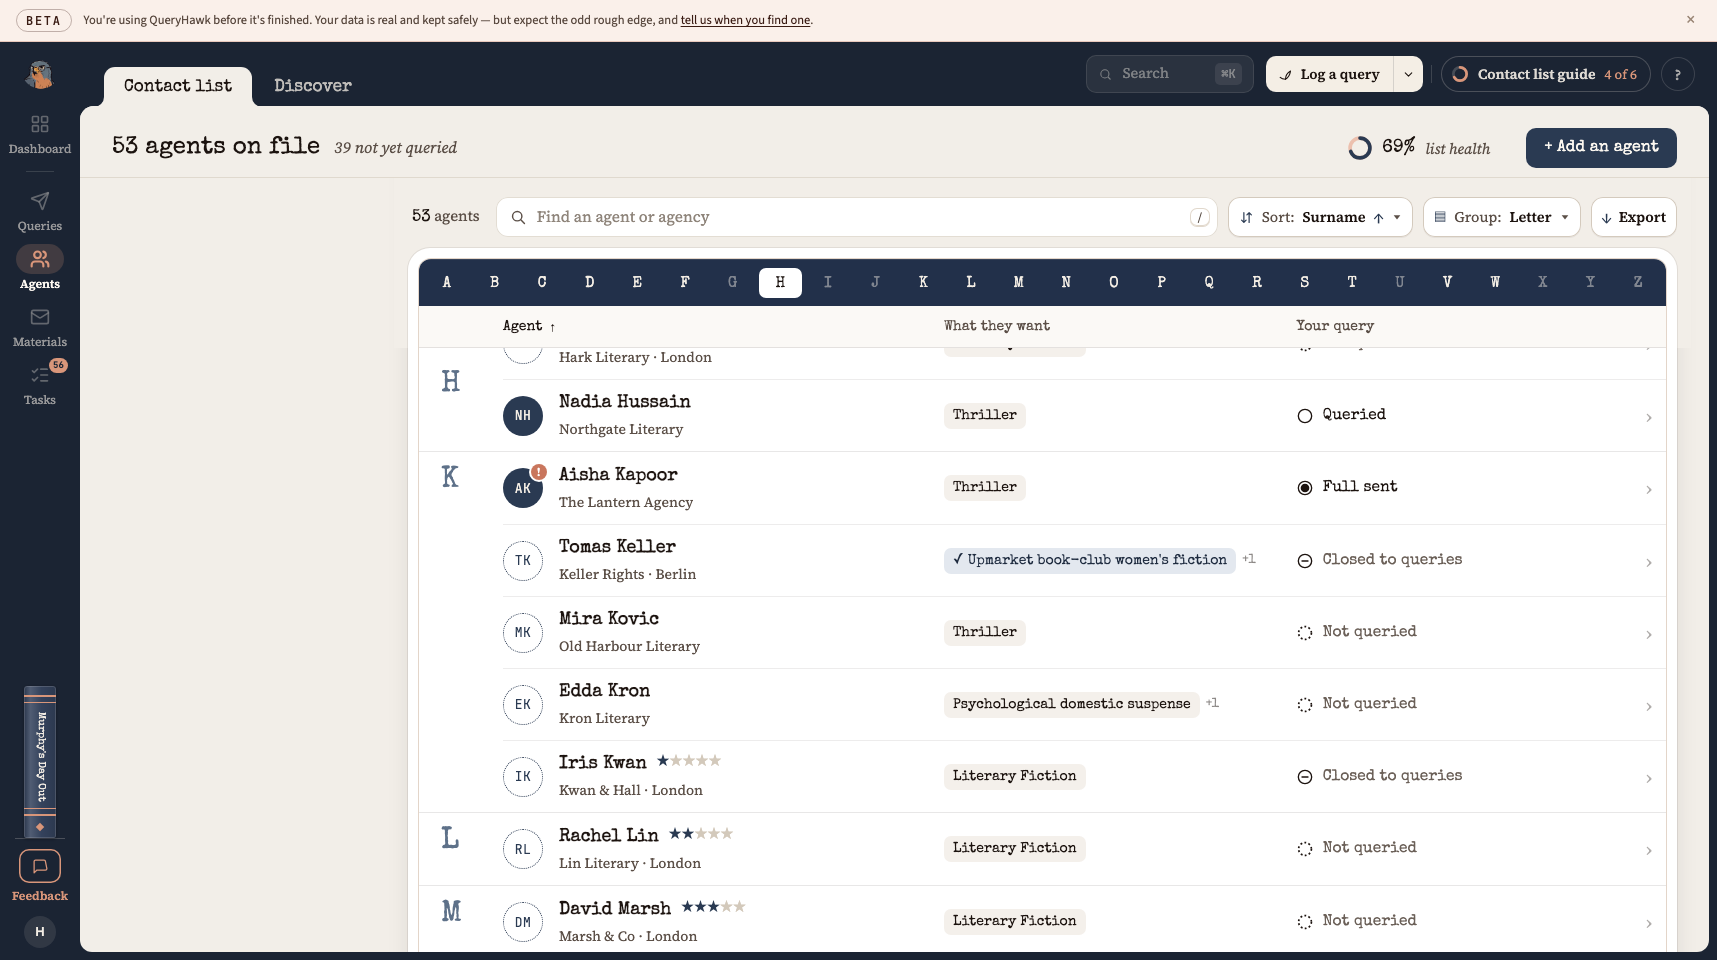 BETA You're using QueryHawk before it's finished. Your data is real and kept safely — but expect the odd rough edge, and tell us when you find one. ×
Contact list Discover Search ⌘K Log a query Contact list guide 4 of 6 ?
Dashboard
Queries
Agents
Materials
56
Tasks
Murphy's Day Out
Feedback
H
53 agents on file 39 not yet queried 69% list health + Add an agent
53 agents Find an agent or agency / Sort: Surname ↑ Group: Letter ↓ Export
A B C D E F G H I J K L M N O P Q R S T U V W X Y Z
Agent ↑ What they want Your query
Hark Literary · London
H
NH Nadia Hussain Thriller Queried
Northgate Literary
K
AK ! Aisha Kapoor Thriller Full sent
The Lantern Agency
TK Tomas Keller ✓ Upmarket book-club women's fiction +1 Closed to queries
Keller Rights · Berlin
MK Mira Kovic Thriller Not queried
Old Harbour Literary
EK Edda Kron Psychological domestic suspense +1 Not queried
Kron Literary
IK Iris Kwan ★★★★★ Literary Fiction Closed to queries
Kwan & Hall · London
L
RL Rachel Lin ★★★★★ Literary Fiction Not queried
Lin Literary · London
M
DM David Marsh ★★★★★ Literary Fiction Not queried
Marsh & Co · London